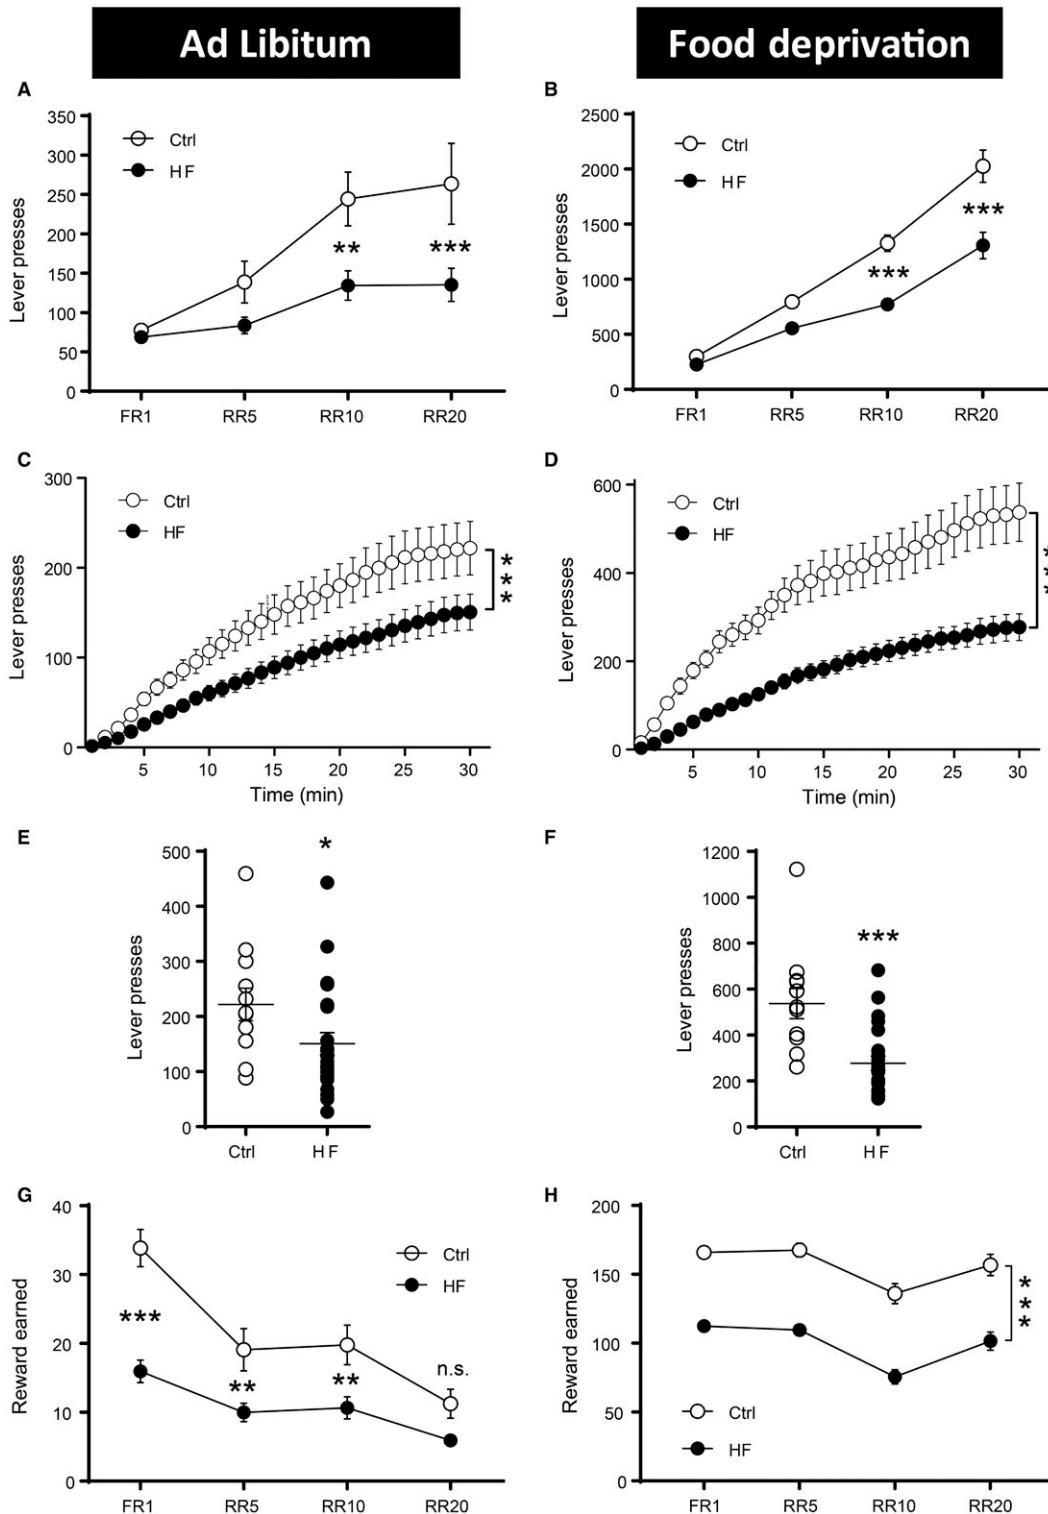 Ad Libitum
Food deprivation
A
350
300
250
200
150
100
50
0
Lever presses
Ctrl
HF
**
***
FR1 RR5 RR10 RR20
B
2500
2000
1500
1000
500
0
Lever presses
Ctrl
HF
***
***
FR1 RR5 RR10 RR20
C
300
200
100
0
Lever presses
Ctrl
HF
***
5 10 15 20 25 30
Time (min)
D
600
400
200
0
Lever presses
Ctrl
HF
5 10 15 20 25 30
Time (min)
E
500
400
300
200
100
0
Lever presses
*
Ctrl HF
F
1200
1000
800
600
400
200
0
Lever presses
***
Ctrl HF
G
40
30
20
10
0
Reward earned
Ctrl
HF
***
**
**
n.s.
FR1 RR5 RR10 RR20
H
200
150
100
50
0
Reward earned
***
Ctrl
HF
FR1 RR5 RR10 RR20